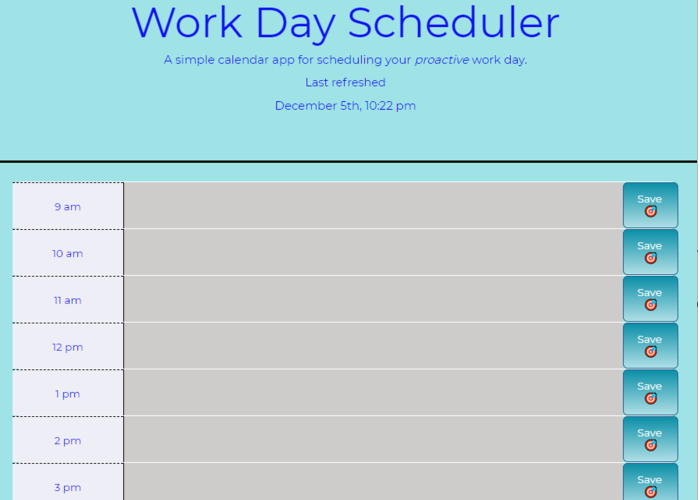 Work Day Scheduler
A simple calendar app for scheduling your proactive work day.
Last refreshed
December 5th, 10:22 pm
9 am
Save
10 am
Save
11 am
Save
12 pm
Save
1 pm
Save
2 pm
Save
3 pm
Save